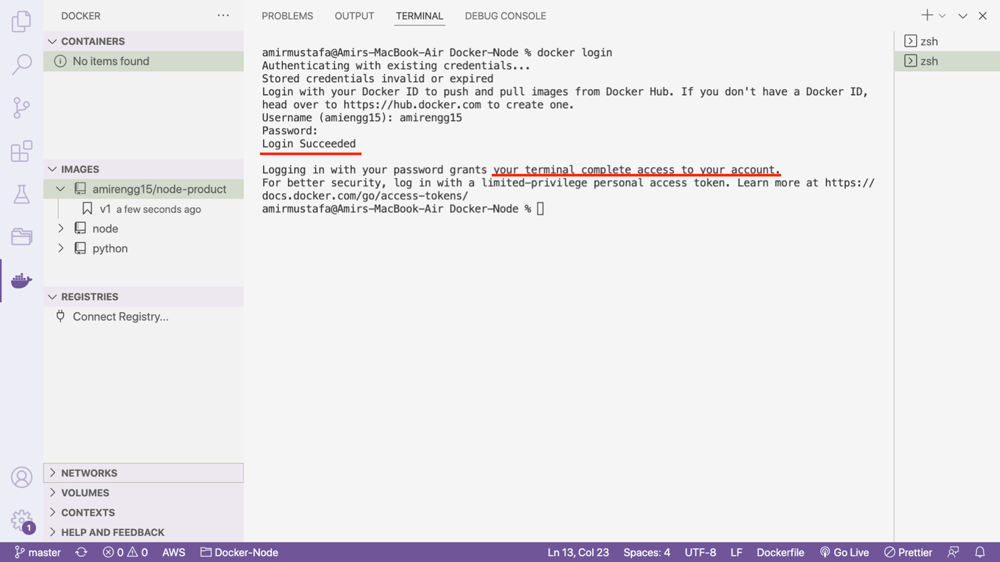 DOCKER
CONTAINERS
No items found
IMAGES
amirengg15/node-product
v1 a few seconds ago
node
python
REGISTRIES
Connect Registry...
NETWORKS
VOLUMES
CONTEXTS
HELP AND FEEDBACK
1
PROBLEMS OUTPUT TERMINAL DEBUG CONSOLE
amirmustafa@Amirs-MacBook-Air Docker-Node % docker login
Authenticating with existing credentials...
Stored credentials invalid or expired
Login with your Docker ID to push and pull images from Docker Hub. If you don't have a Docker ID,
head over to https://hub.docker.com to create one.
Username (amiengg15): amirengg15
Password:
Login Succeeded
Logging in with your password grants your terminal complete access to your account.
For better security, log in with a limited-privilege personal access token. Learn more at https://
docs.docker.com/go/access-tokens/
amirmustafa@Amirs-MacBook-Air Docker-Node %
zsh
zsh
master 0 0 AWS Docker-Node Ln 13, Col 23 Spaces: 4 UTF-8 LF Dockerfile Go Live Prettier